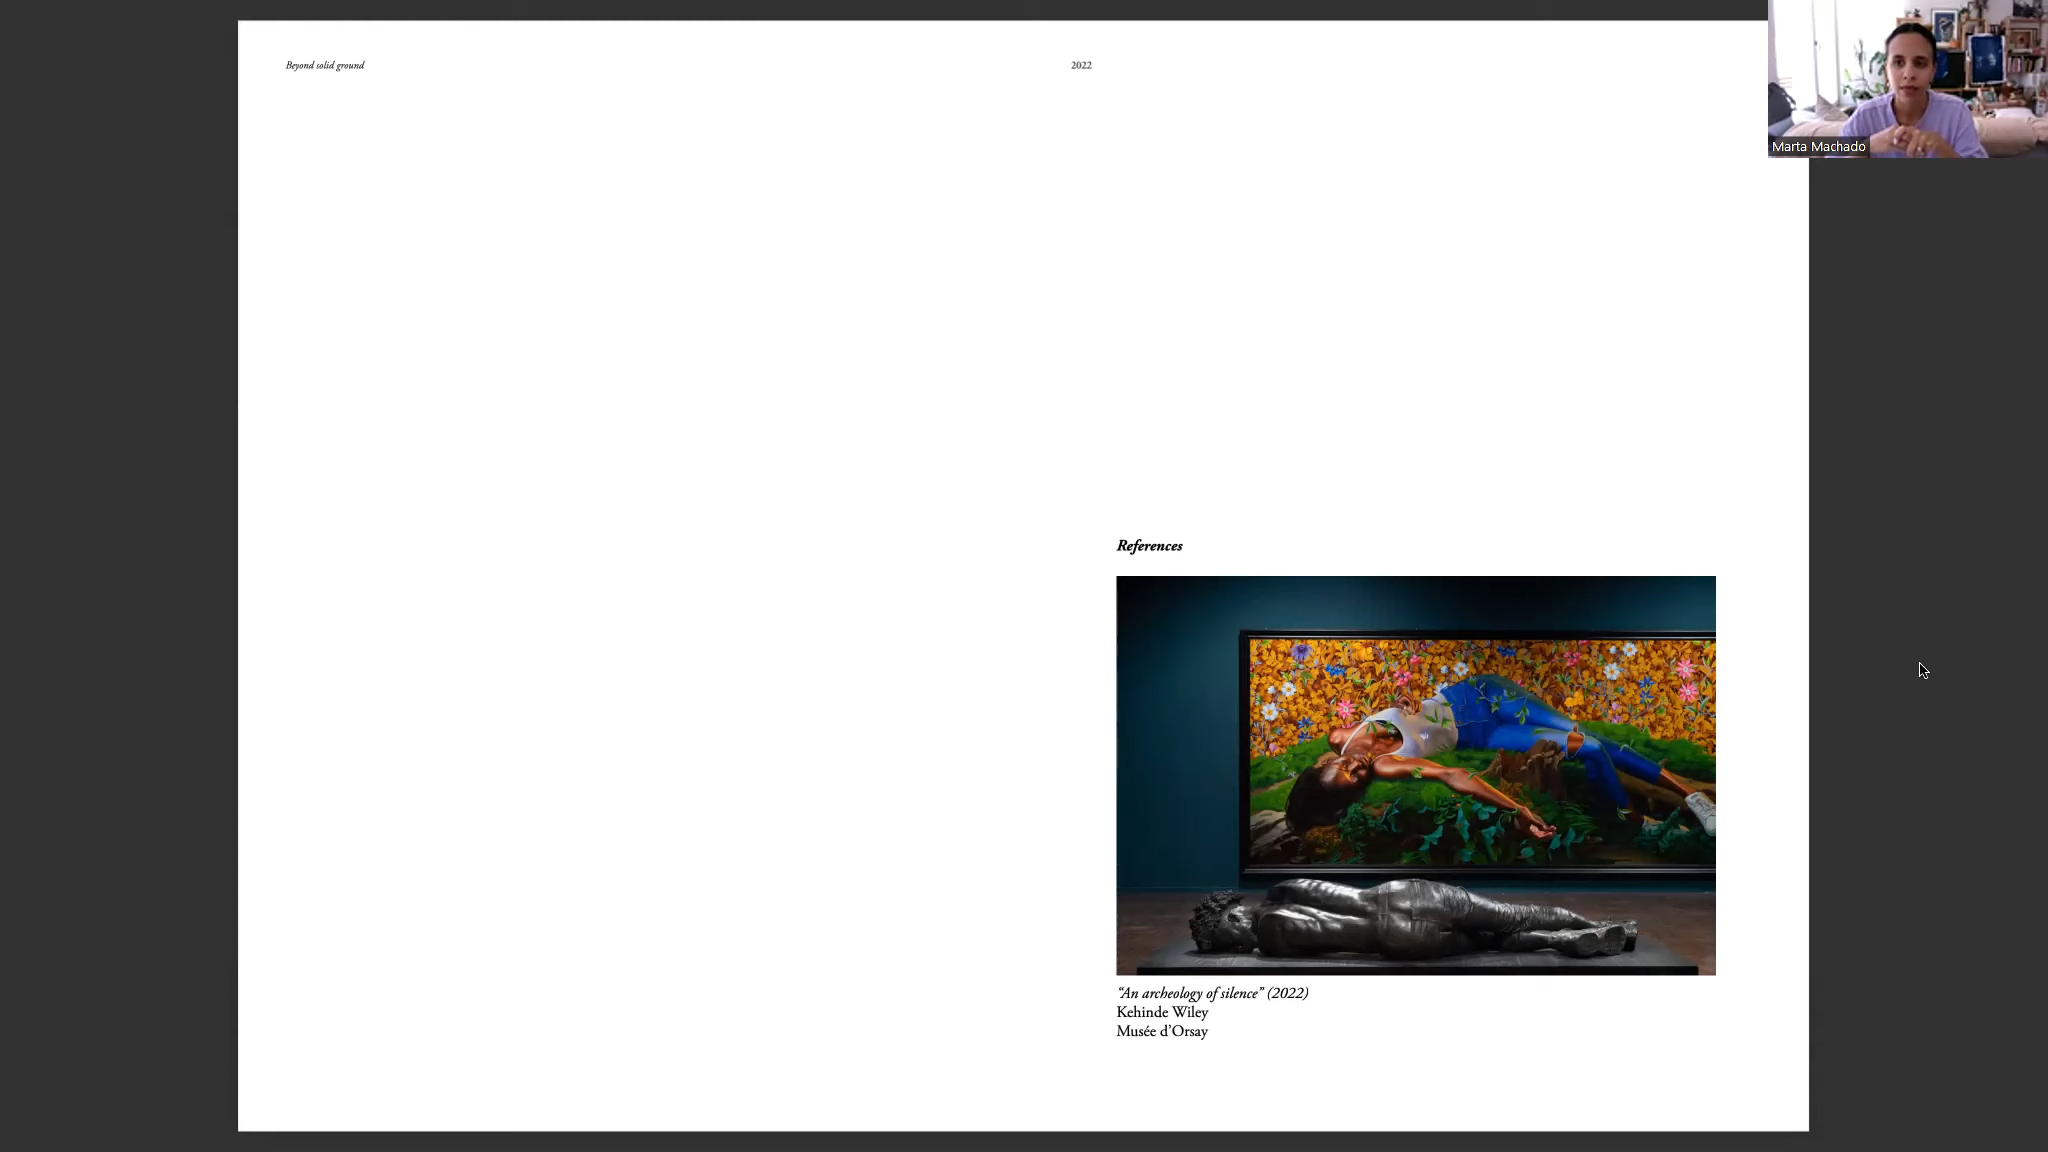 Beyond solid ground
2022
Marta Machado
References
“An archeology of silence” (2022)
Kehinde Wiley
Musée d’Orsay